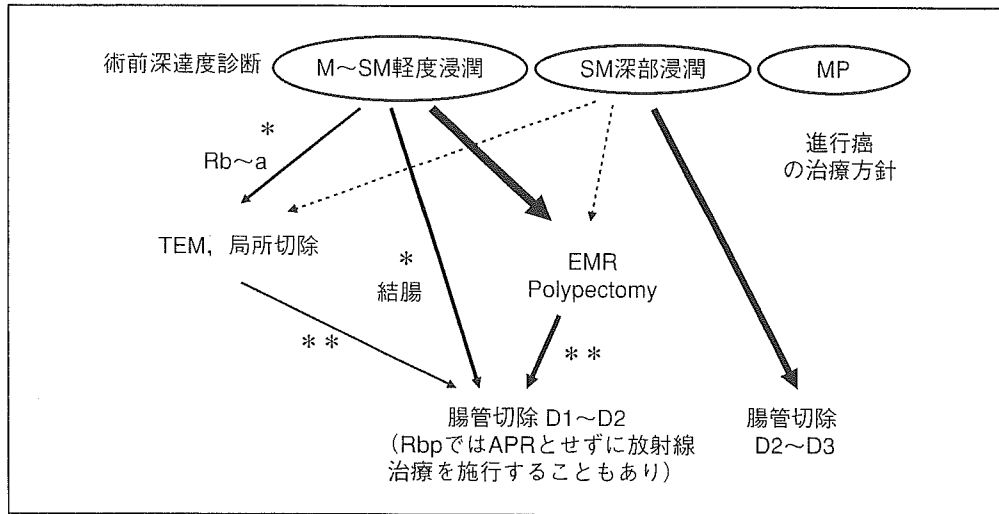 術前深達度診断
M～SM軽度浸潤
SM深部浸潤
MP
＊
Rb～a
進行癌
の治療方針
TEM，局所切除
＊
結腸
EMR
Polypectomy
＊＊
＊＊
腸管切除 D1～D2
（RbpではAPRとせずに放射線
治療を施行することもあり）
腸管切除
D2～D3